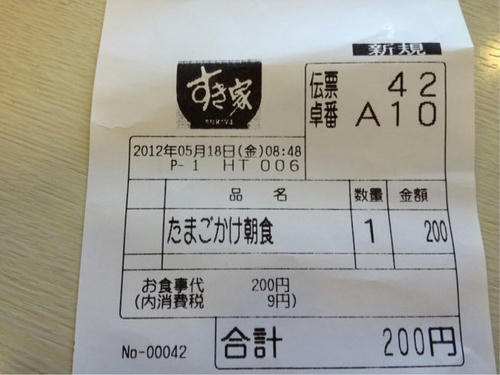 新規
すき家
SUKIYA
伝票 42
卓番 A10
2012年05月18日(金)08:48
P- 1 HT 006
品 名 数量 金額
たまごかけ朝食 1 200
お食事代 200円
(内消費税 9円)
No-00042 合計 200円